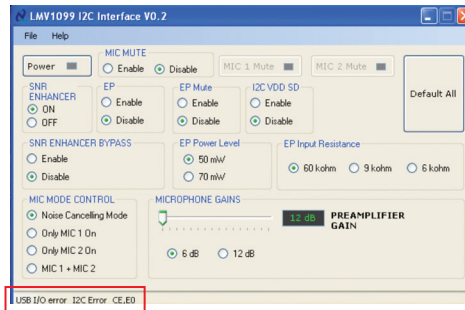 LMV1099 I2C Interface V0.2
File Help
MIC MUTE
Power Enable Disable MIC 1 Mute MIC 2 Mute
Default All
SNR ENHANCER
ON
OFF
EP
Enable
Disable
EP Mute
Enable
Disable
I2C VDD SD
Enable
Disable
SNR ENHANCER BYPASS
Enable
Disable
EP Power Level
50 mW
70 mW
EP Input Resistance
60 kohm 9 kohm 6 kohm
MIC MODE CONTROL
Noise Cancelling Mode
Only MIC 1 On
Only MIC 2 On
MIC 1 + MIC 2
MICROPHONE GAINS
12 dB PREAMPLIFIER GAIN
6 dB 12 dB
USB I/O error I2C Error CE,E0